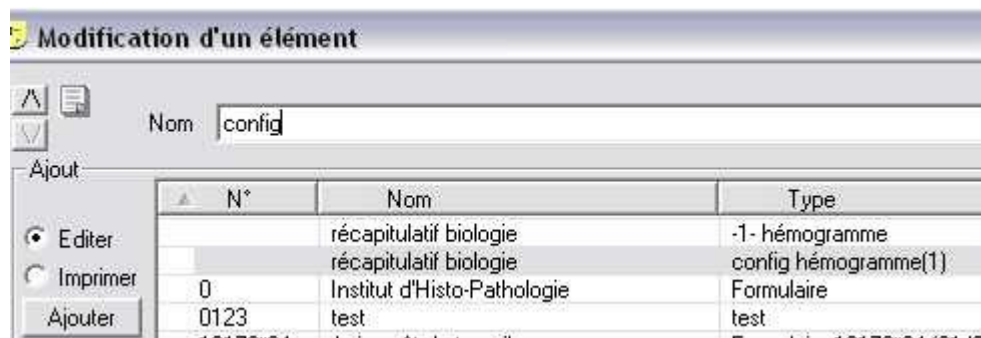 Modification d'un élément
Nom config
Ajout
N° Nom Type
Editer récapitulatif biologie -1- hémogramme
récapitulatif biologie config hémogramme(1)
Imprimer
0 Institut d'Histo-Pathologie Formulaire
Ajouter 0123 test test